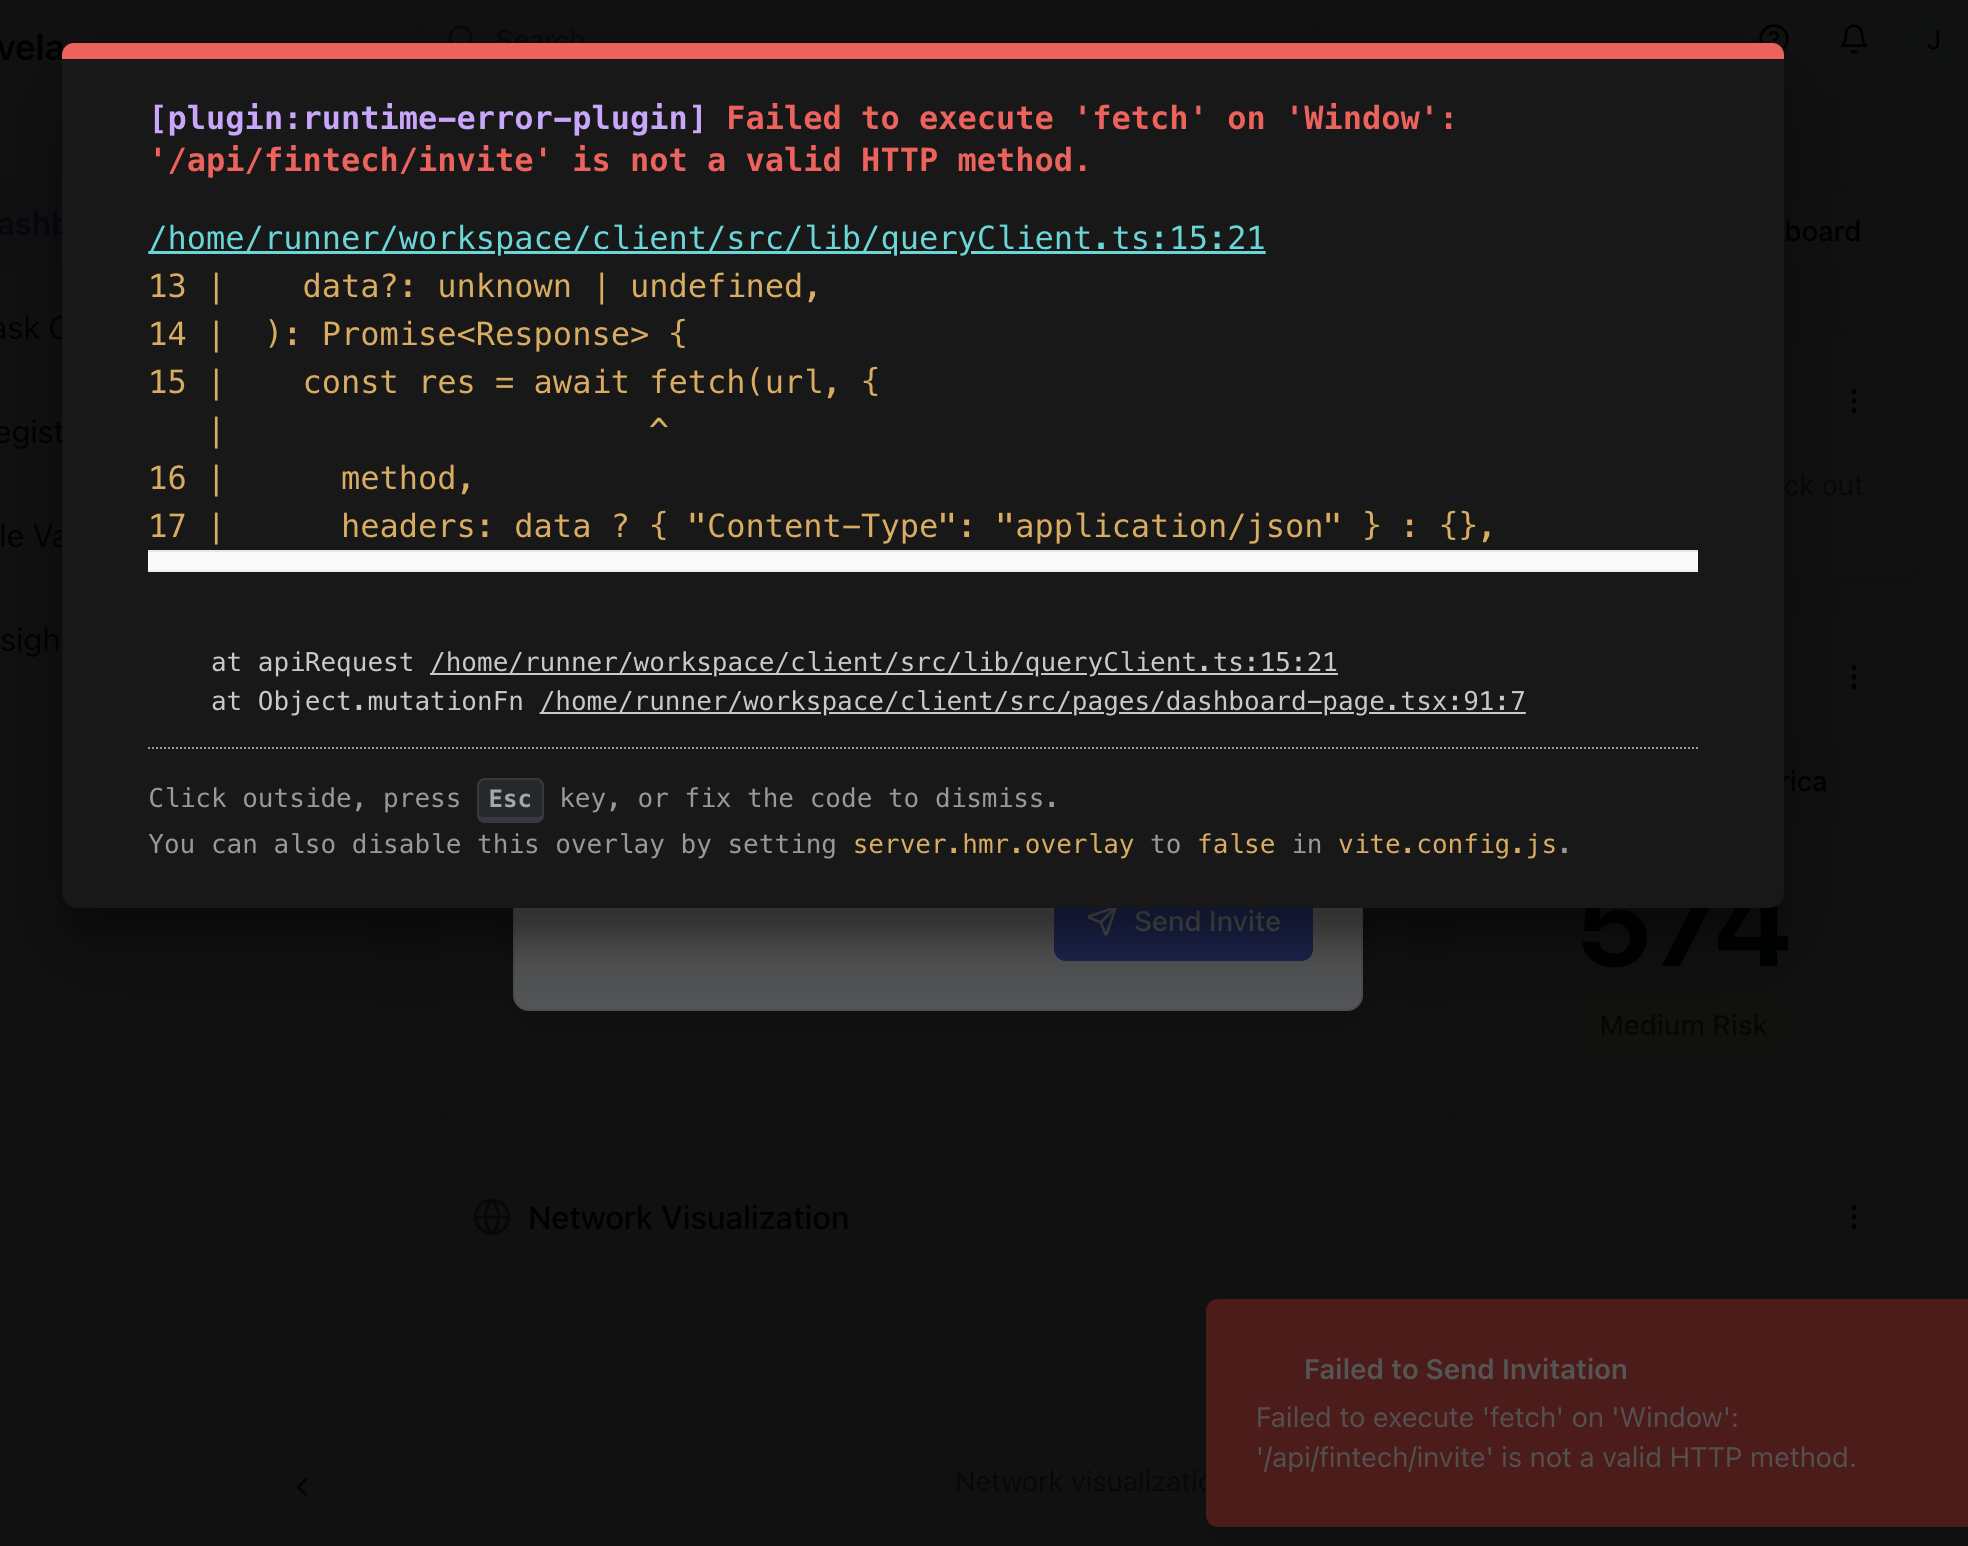 Search
J
[plugin:runtime-error-plugin] Failed to execute 'fetch' on 'Window':
'/api/fintech/invite' is not a valid HTTP method.
/home/runner/workspace/client/src/lib/queryClient.ts:15:21
13 |    data?: unknown | undefined,
14 |  ): Promise<Response> {
15 |    const res = await fetch(url, {
   |                      ^
16 |      method,
17 |      headers: data ? { "Content-Type": "application/json" } : {},
at apiRequest /home/runner/workspace/client/src/lib/queryClient.ts:15:21
at Object.mutationFn /home/runner/workspace/client/src/pages/dashboard-page.tsx:91:7
Click outside, press Esc key, or fix the code to dismiss.
You can also disable this overlay by setting server.hmr.overlay to false in vite.config.js.
Send Invite
574
Medium Risk
Network Visualization
Failed to Send Invitation
Failed to execute 'fetch' on 'Window':
'/api/fintech/invite' is not a valid HTTP method.
Network